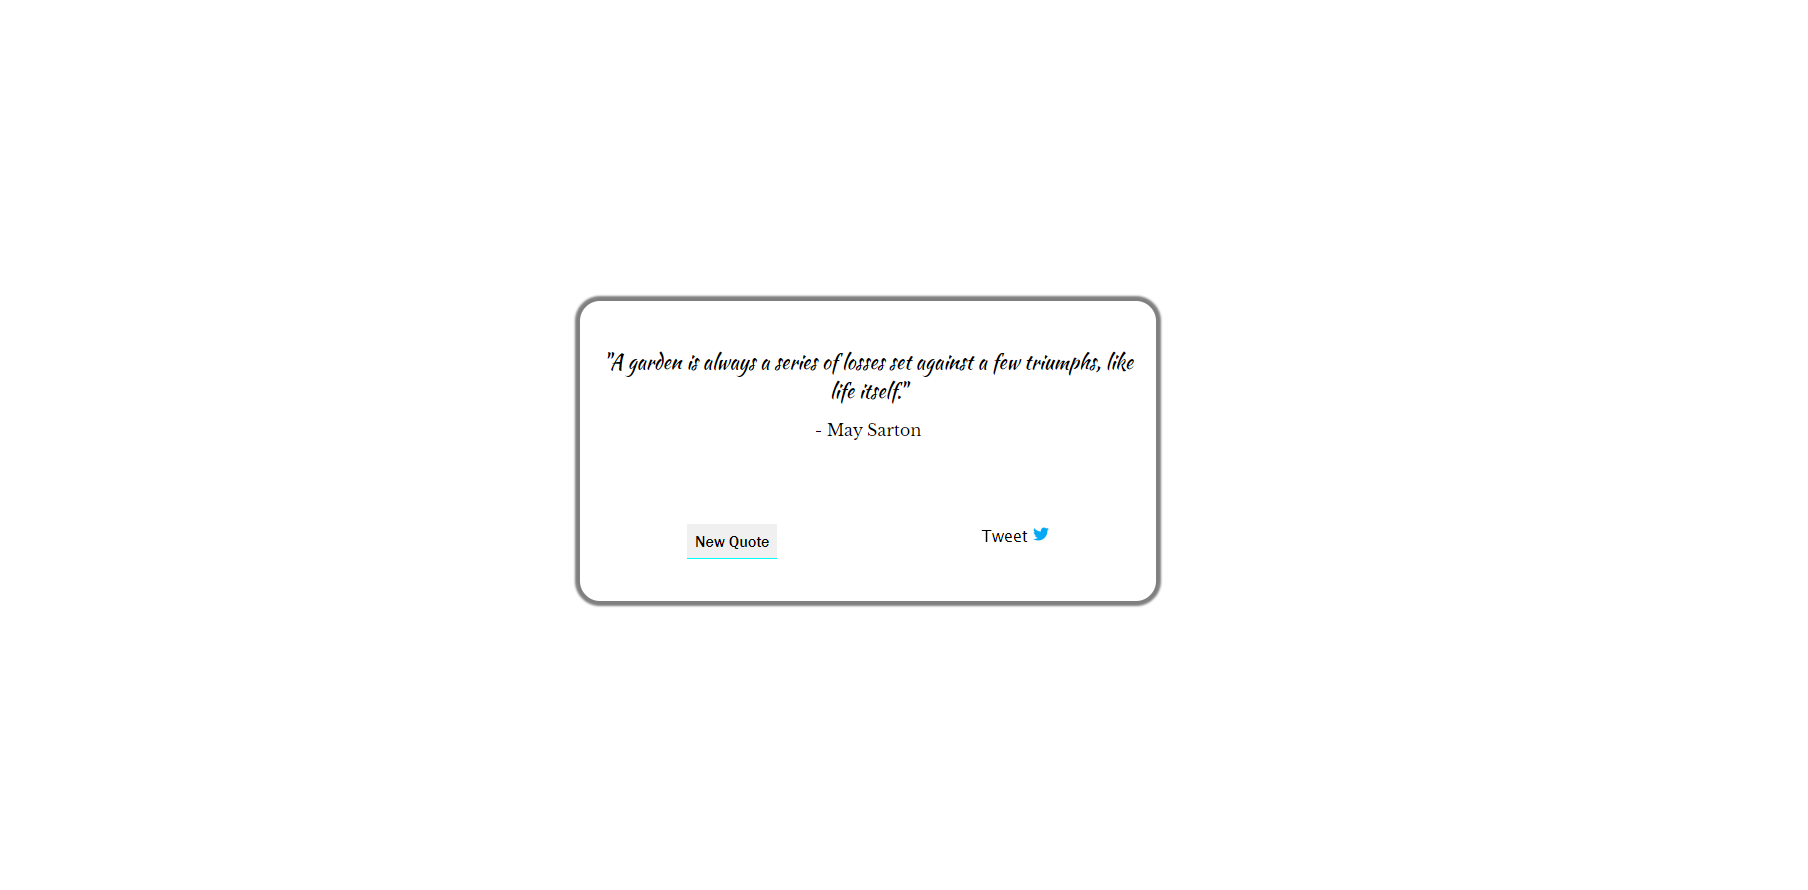 "A garden is always a series of losses set against a few triumphs, like
life itself."
- May Sarton
New Quote
Tweet